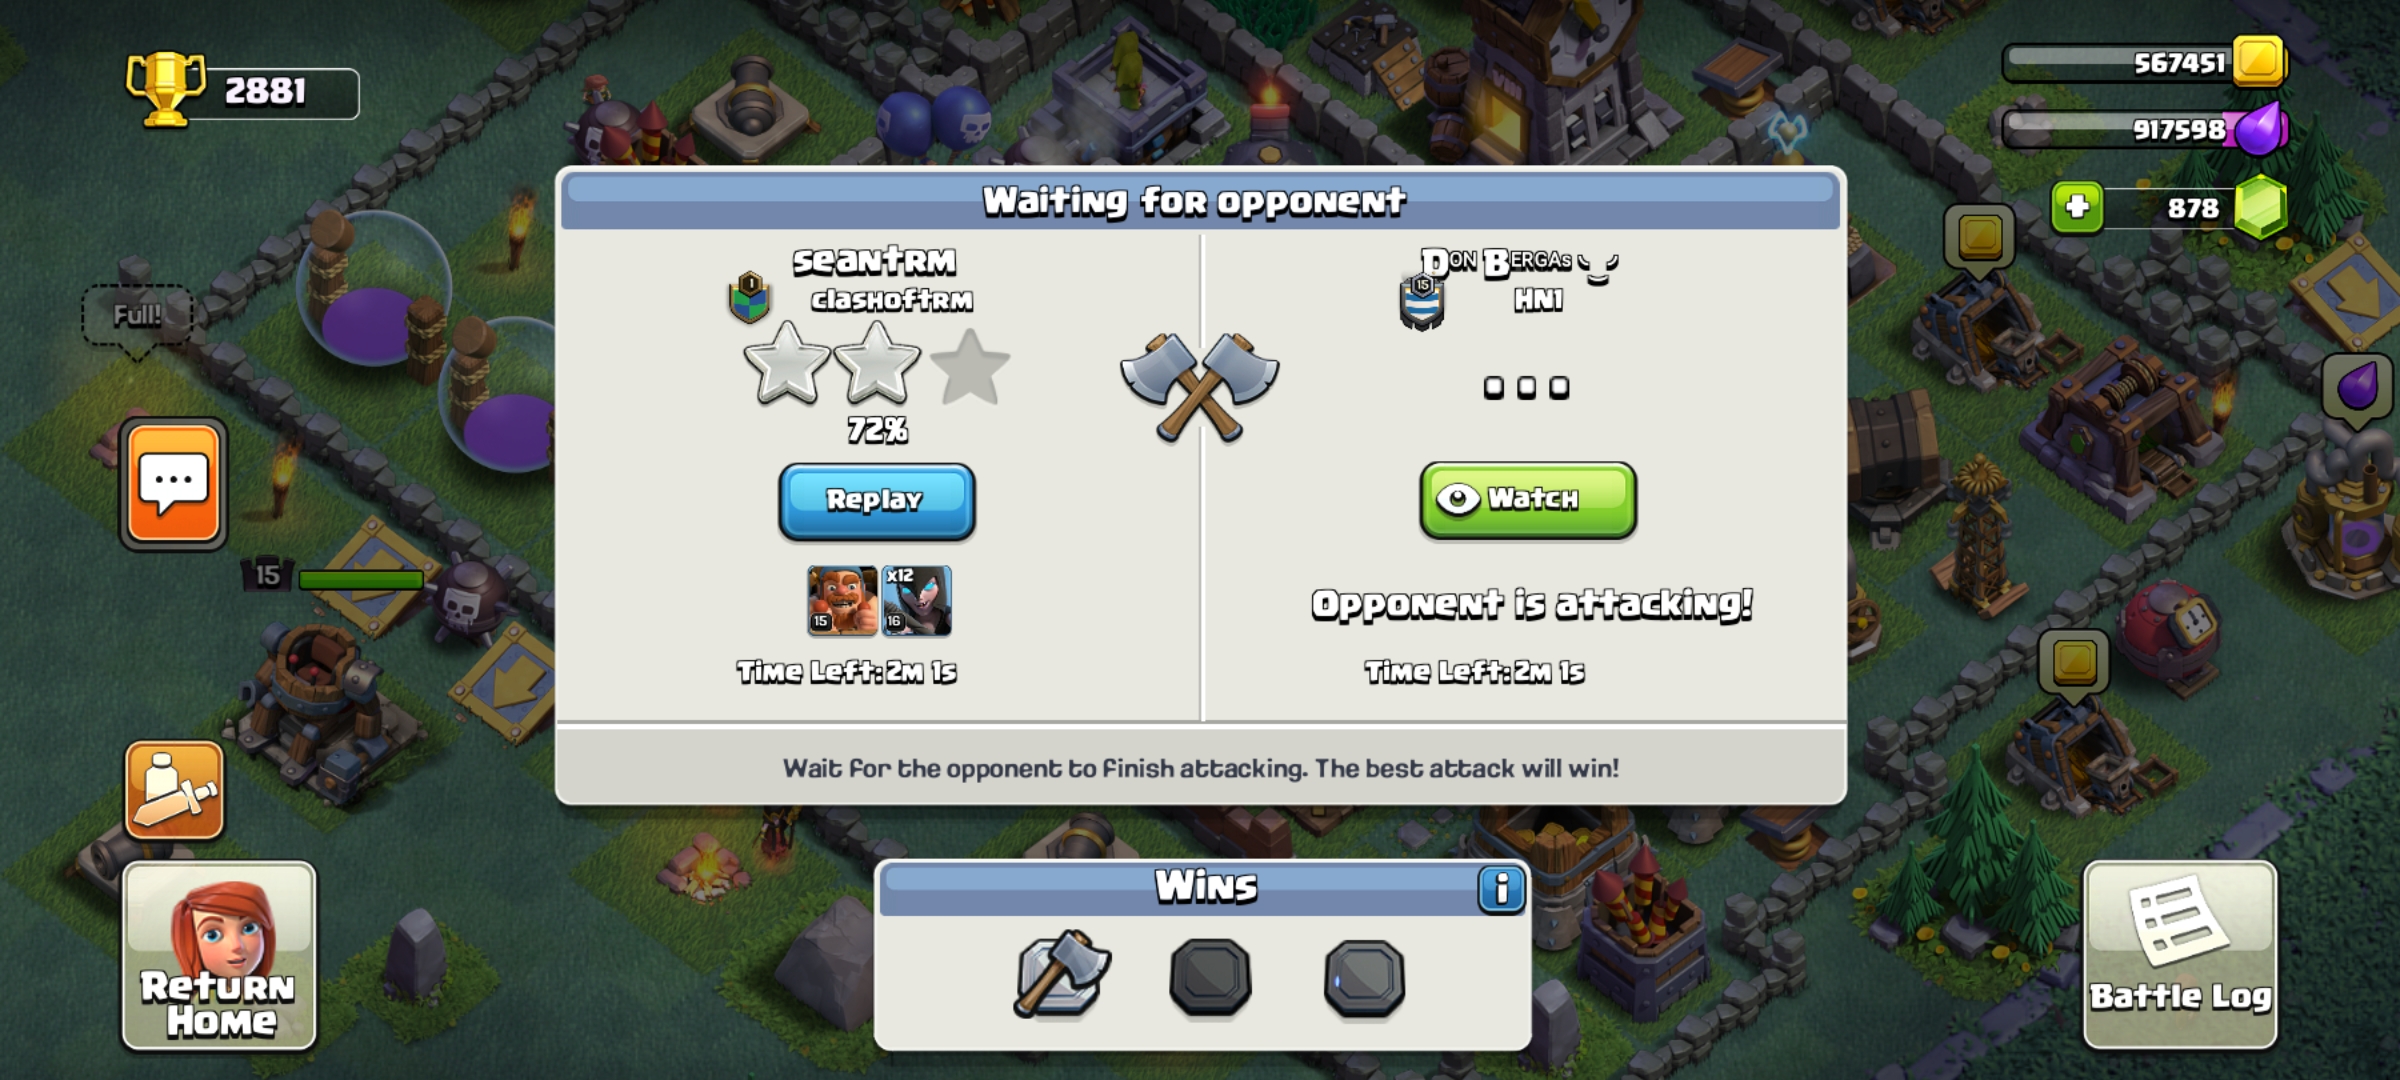 2881
567451
917598
878
Full!
15
Waiting for opponent
seantrm
1
clashoftrm
72%
Replay
x12
15
16
Time Left: 2m 1s
Don Bergas
15
HN1
Watch
Opponent is attacking!
Time Left: 2m 1s
Wait for the opponent to finish attacking. The best attack will win!
Wins
i
Return
Home
Battle Log